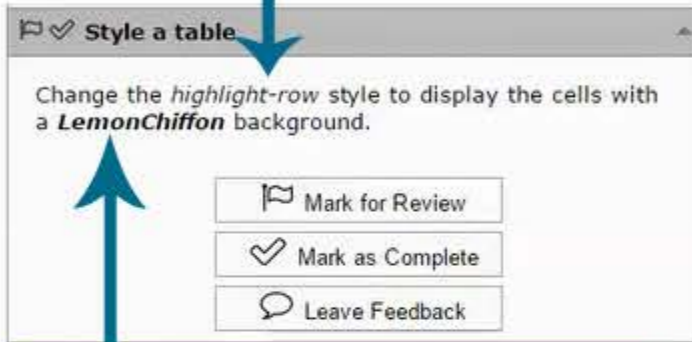 Style a table
Change the highlight-row style to display the cells with
a LemonChiffon background.
Mark for Review
Mark as Complete
Leave Feedback